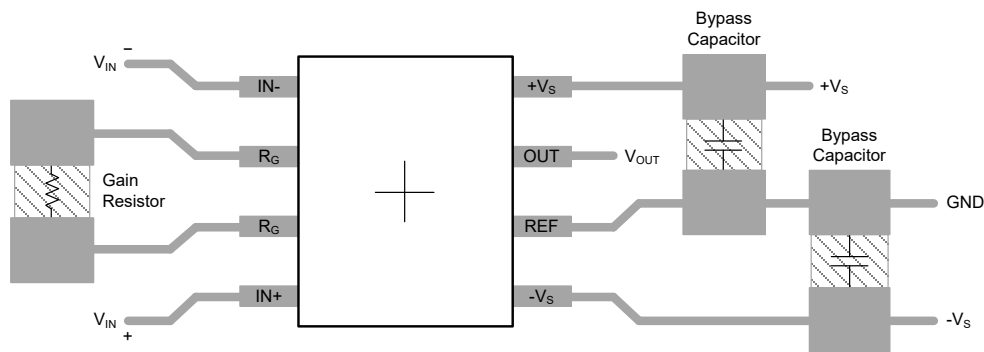 Bypass
Capacitor
V_IN
−
IN-
+V_S
+V_S
Bypass
Capacitor
R_G
OUT
V_OUT
Gain
Resistor
R_G
REF
GND
V_IN
+
IN+
-V_S
-V_S